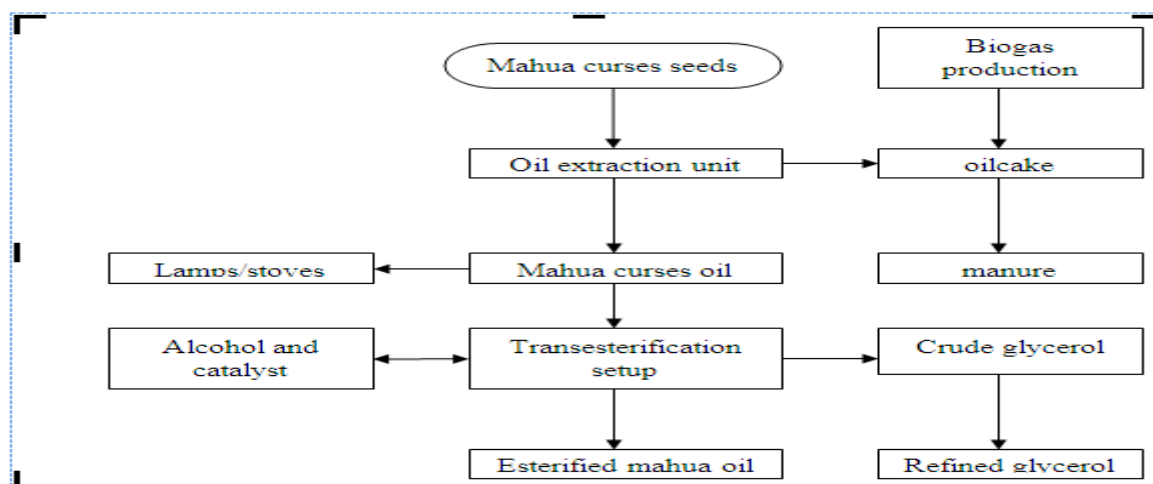 Mahua curses seeds
Biogas
production
Oil extraction unit
oilcake
Lamps/stoves
Mahua curses oil
manure
Alcohol and
catalyst
Transesterification
setup
Crude glycerol
Esterified mahua oil
Refined glycerol